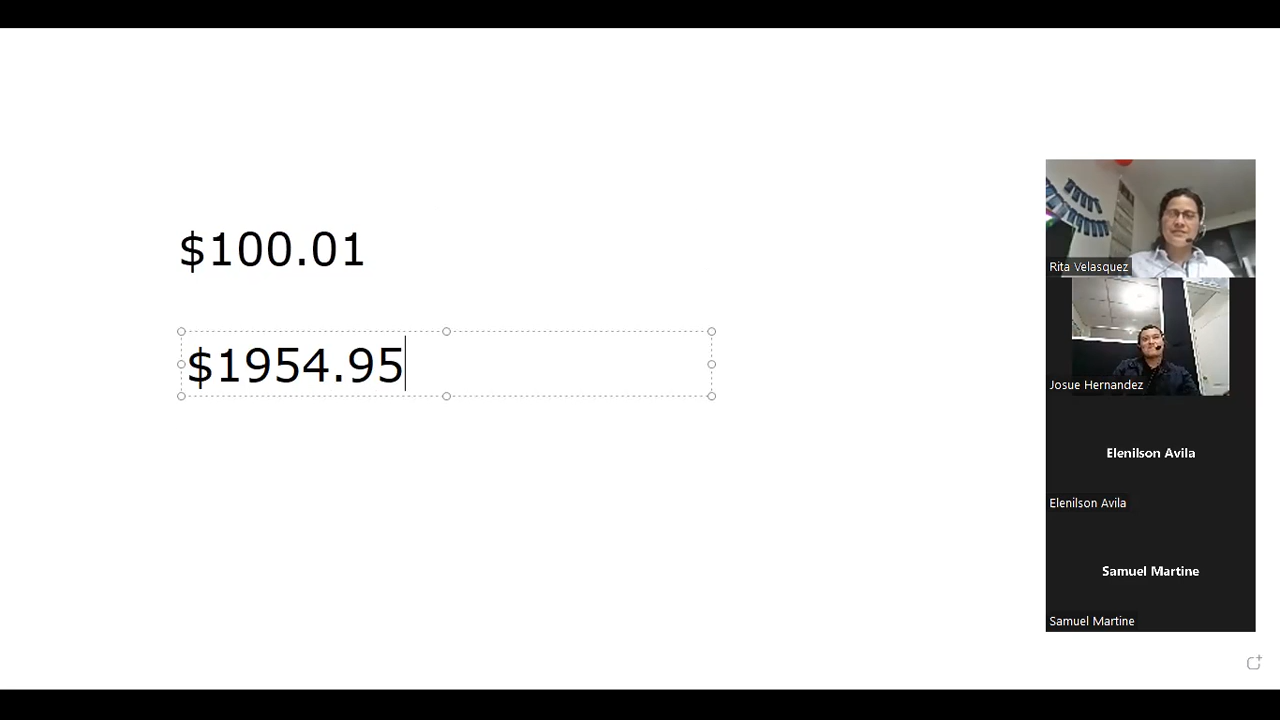 $100.01
$1954.95
Rita Velasquez
Josue Hernandez
Elenilson Avila
Elenilson Avila
Samuel Martine
Samuel Martine